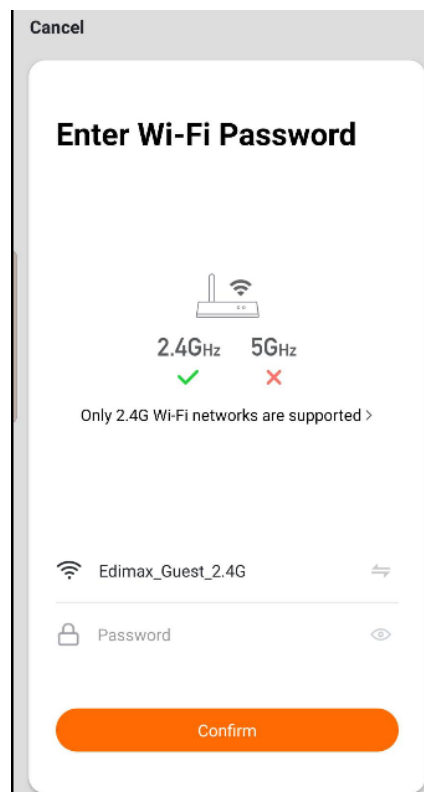 Cancel
Enter Wi-Fi Password
2.4GHz 5GHz
Only 2.4G Wi-Fi networks are supported >
Edimax_Guest_2.4G
Password
Confirm